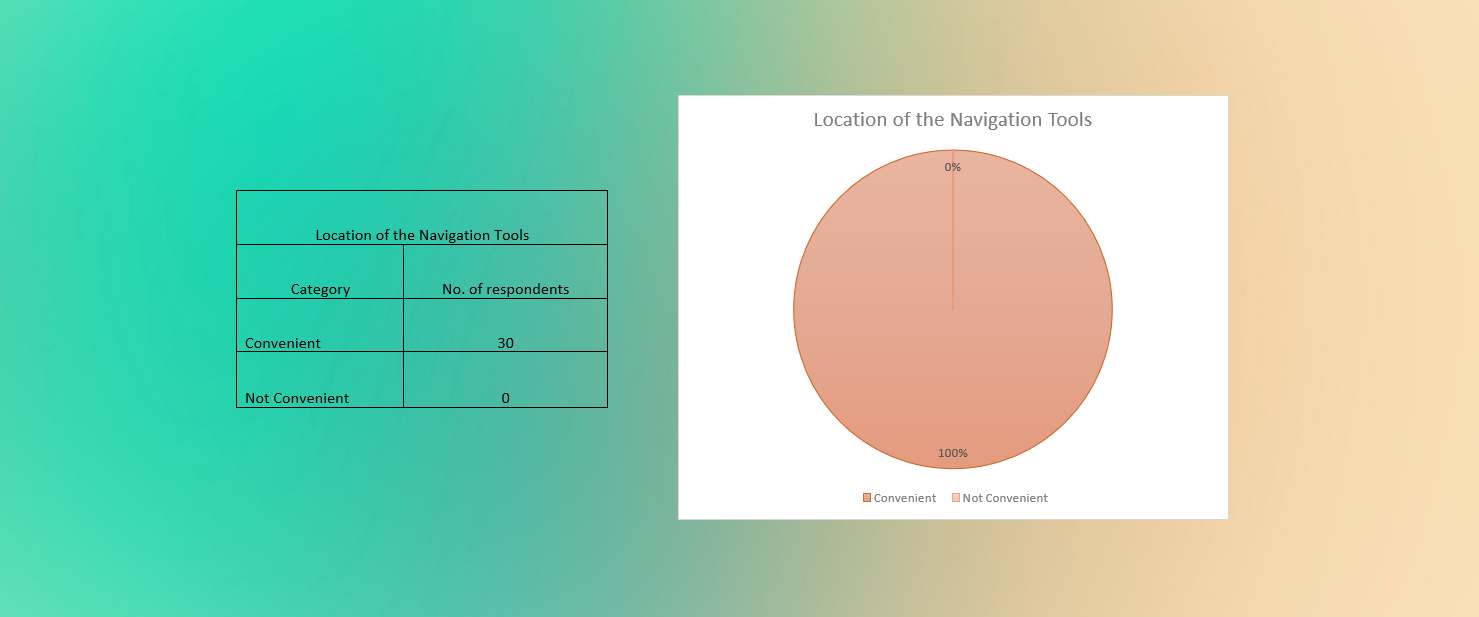 Location of the Navigation Tools
Category No. of respondents
Convenient 30
Not Convenient 0
Location of the Navigation Tools
0%
100%
Convenient Not Convenient